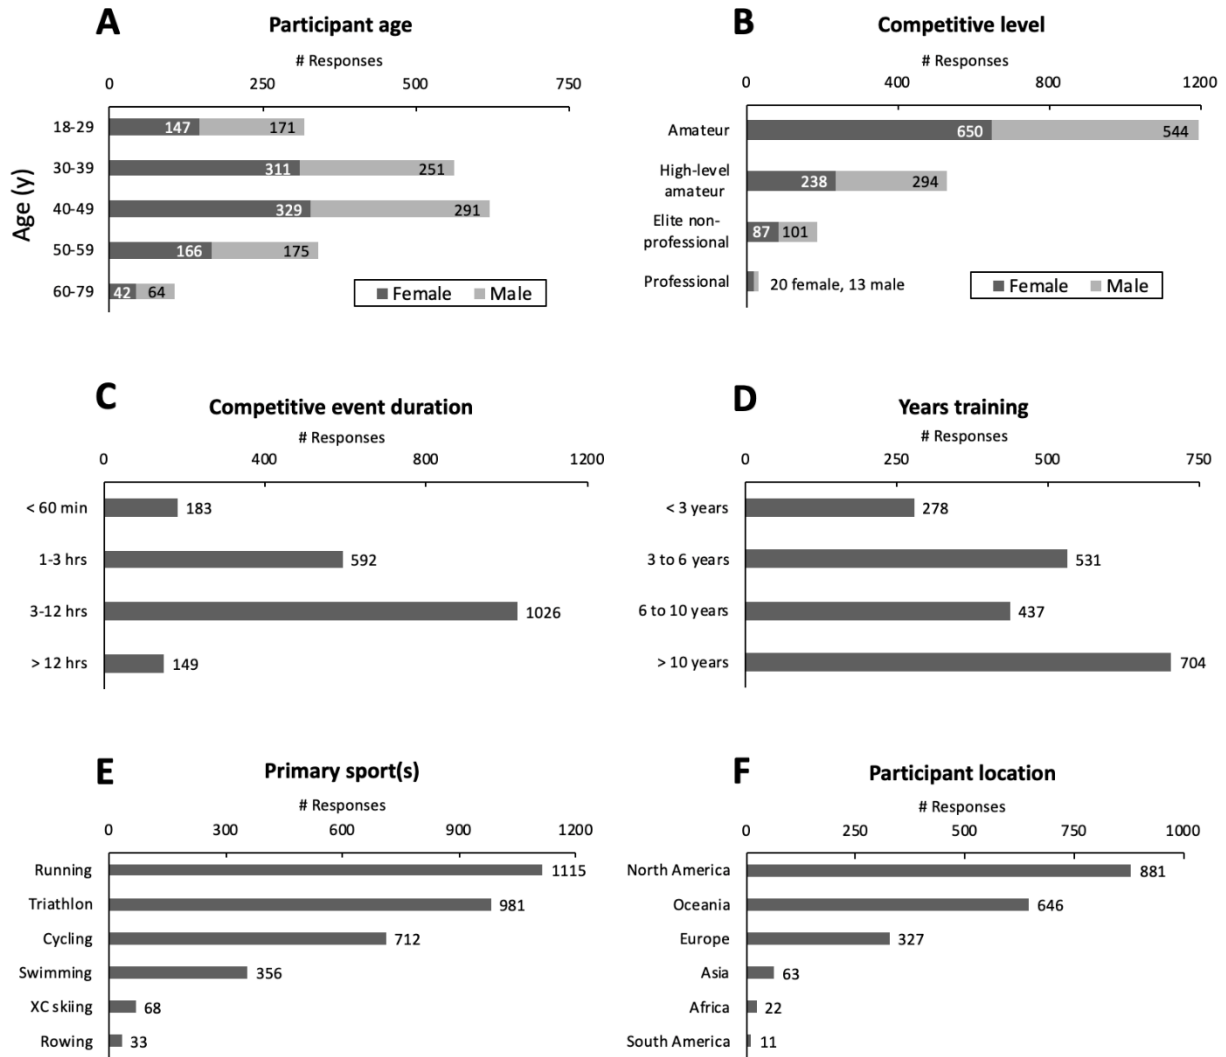 A
Participant age
# Responses
0 250 500 750
Age (y)
18-29 147 171
30-39 311 251
40-49 329 291
50-59 166 175
60-79 42 64
Female Male
B
Competitive level
# Responses
0 400 800 1200
Amateur 650 544
High-level
amateur
238 294
Elite non-
professional
87 101
Professional 20 female, 13 male
Female Male
C
Competitive event duration
# Responses
0 400 800 1200
< 60 min 183
1-3 hrs 592
3-12 hrs 1026
> 12 hrs 149
D
Years training
# Responses
0 250 500 750
< 3 years 278
3 to 6 years 531
6 to 10 years 437
> 10 years 704
E
Primary sport(s)
# Responses
0 300 600 900 1200
Running 1115
Triathlon 981
Cycling 712
Swimming 356
XC skiing 68
Rowing 33
F
Participant location
# Responses
0 250 500 750 1000
North America 881
Oceania 646
Europe 327
Asia 63
Africa 22
South America 11